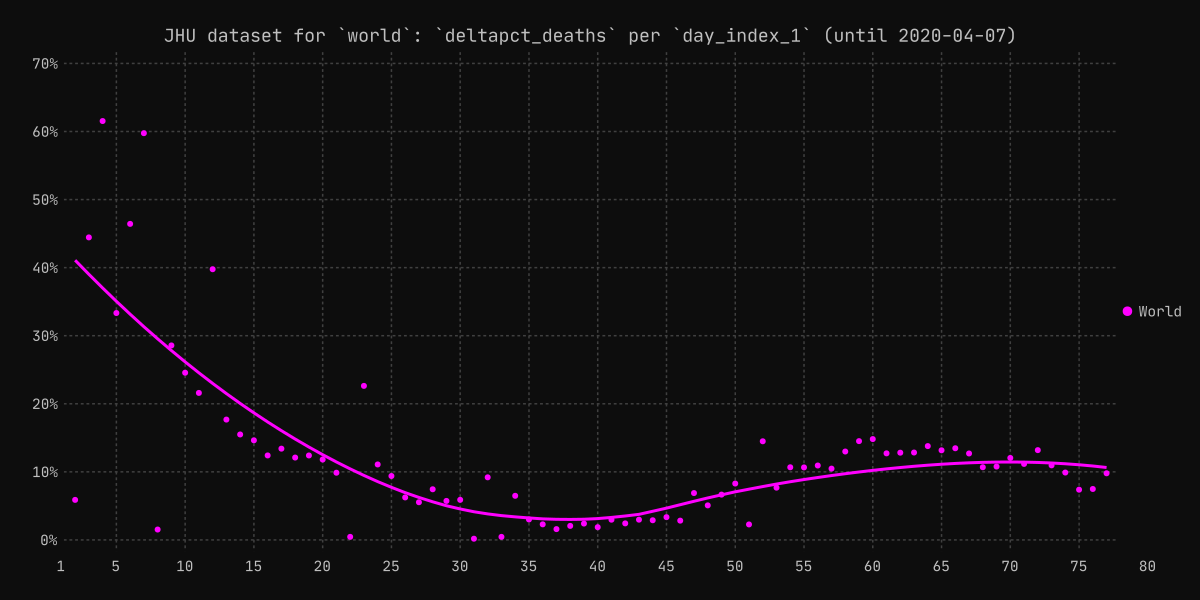 JHU dataset for `world`: `deltapct_deaths` per `day_index_1` (until 2020-04-07)
70%
60%
50%
40%
30%
20%
10%
0%
World
1 5 10 15 20 25 30 35 40 45 50 55 60 65 70 75 80